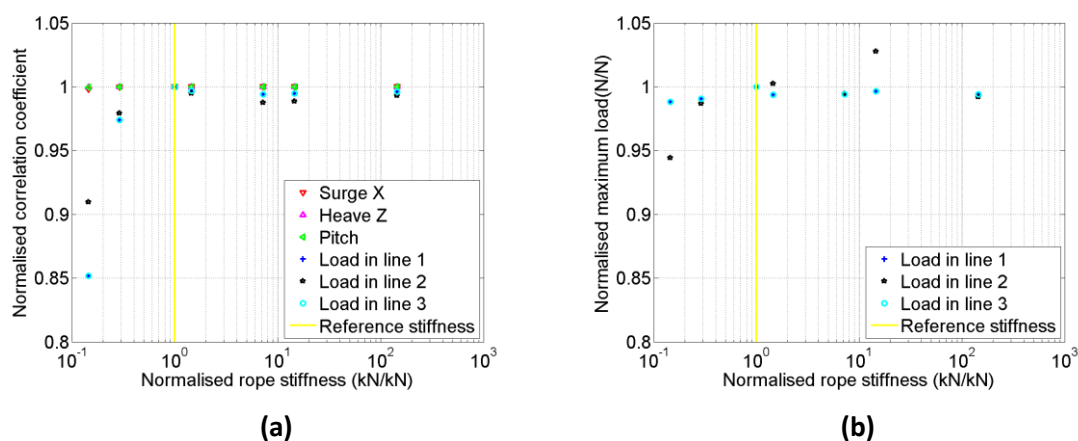 Normalised correlation coefficient
1.05
1
0.95
0.9
0.85
0.8
10^-1
10^0
10^1
10^2
10^3
Normalised rope stiffness (kN/kN)
Surge X
Heave Z
Pitch
Load in line 1
Load in line 2
Load in line 3
Reference stiffness
(a)
Normalised maximum load(N/N)
1.05
1
0.95
0.9
0.85
0.8
10^-1
10^0
10^1
10^2
10^3
Normalised rope stiffness (kN/kN)
Load in line 1
Load in line 2
Load in line 3
Reference stiffness
(b)